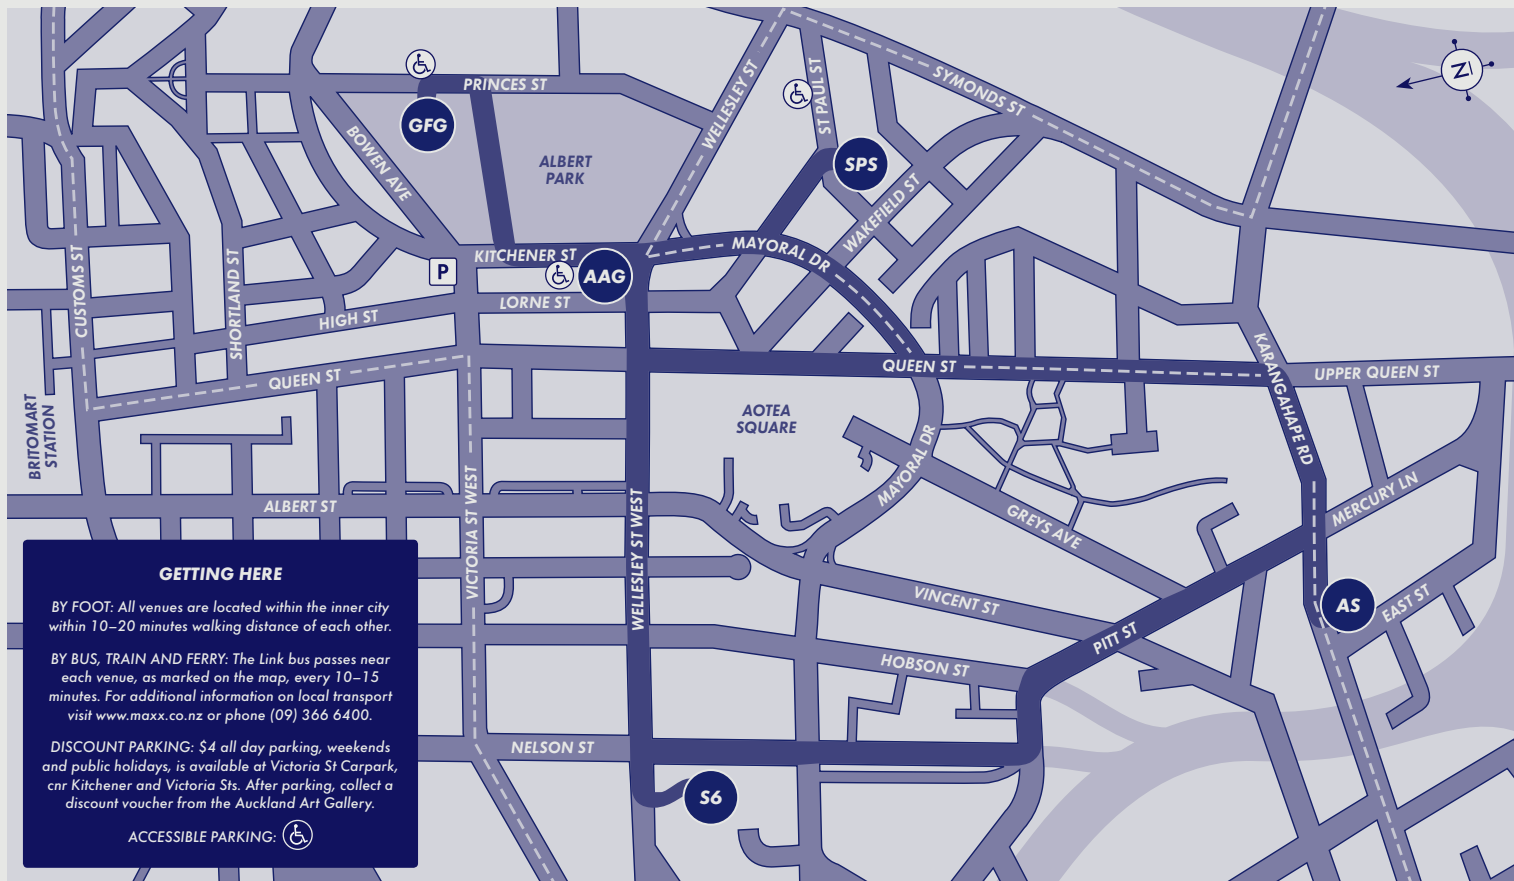 PRINCES ST
GFG
BOWEN AVE
ALBERT
PARK
WELLESLEY ST
ST PAUL ST
SYMONDS ST
N
SPS
WAKEFIELD ST
MAYORAL DR
KITCHENER ST
P
AAG
LORNE ST
CUSTOMS ST
SHORTLAND ST
HIGH ST
QUEEN ST
QUEEN ST
KARANGAHAPE RD
UPPER QUEEN ST
BRITOMART
STATION
AOTEA
SQUARE
MAYORAL DR
ALBERT ST
VICTORIA ST WEST
WELLESLEY ST WEST
GREYS AVE
MERCURY LN
VINCENT ST
AS
EAST ST
PITT ST
HOBSON ST
NELSON ST
S6
GETTING HERE
BY FOOT: All venues are located within the inner city
within 10–20 minutes walking distance of each other.
BY BUS, TRAIN AND FERRY: The Link bus passes near
each venue, as marked on the map, every 10–15
minutes. For additional information on local transport
visit www.maxx.co.nz or phone (09) 366 6400.
DISCOUNT PARKING: $4 all day parking, weekends
and public holidays, is available at Victoria St Carpark,
cnr Kitchener and Victoria Sts. After parking, collect a
discount voucher from the Auckland Art Gallery.
ACCESSIBLE PARKING: